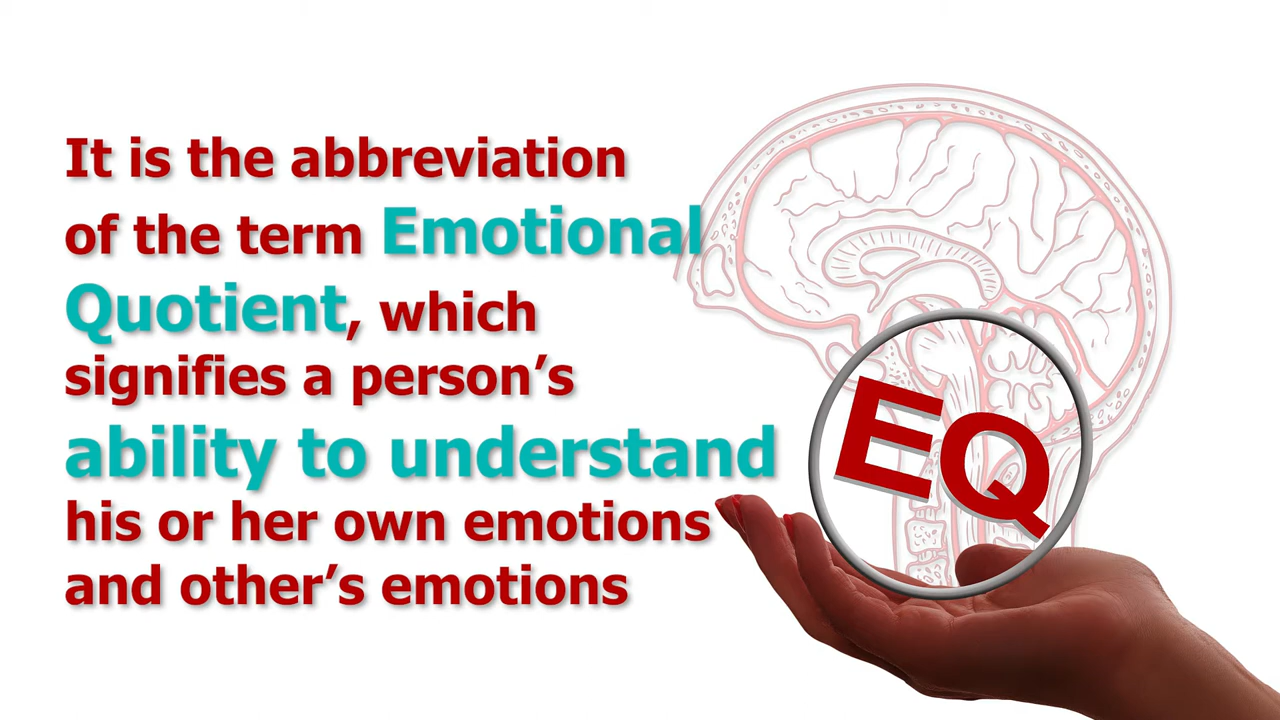 It is the abbreviation
of the term Emotional
Quotient, which
signifies a person’s
ability to understand
his or her own emotions
and other’s emotions
EQ